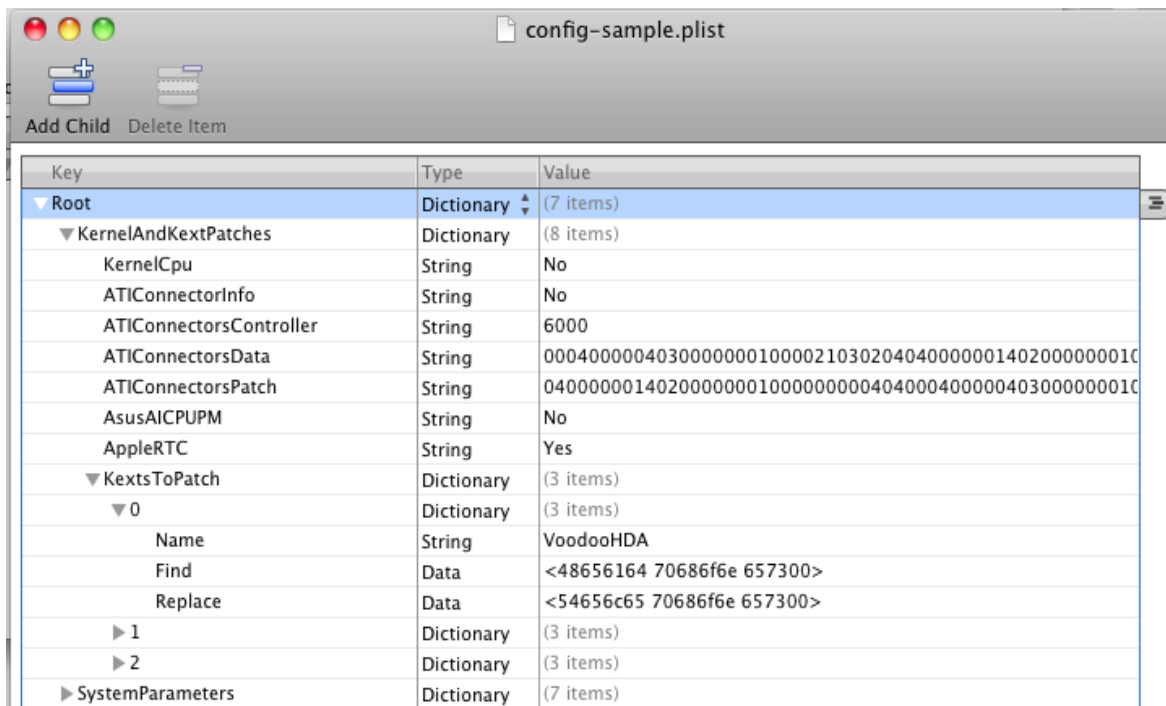 config-sample.plist
Add Child Delete Item
Key Type Value
Root Dictionary (7 items)
KernelAndKextPatches Dictionary (8 items)
KernelCpu String No
ATIConnectorInfo String No
ATIConnectorsController String 6000
ATIConnectorsData String 00040000040300000001000021030204040000001402000000010
ATIConnectorsPatch String 04000000140200000001000000000404000400000403000000010
AsusAICPUPM String No
AppleRTC String Yes
KextsToPatch Dictionary (3 items)
0 Dictionary (3 items)
Name String VoodooHDA
Find Data <48656164 70686f6e 657300>
Replace Data <54656c65 70686f6e 657300>
1 Dictionary (3 items)
2 Dictionary (3 items)
SystemParameters Dictionary (7 items)